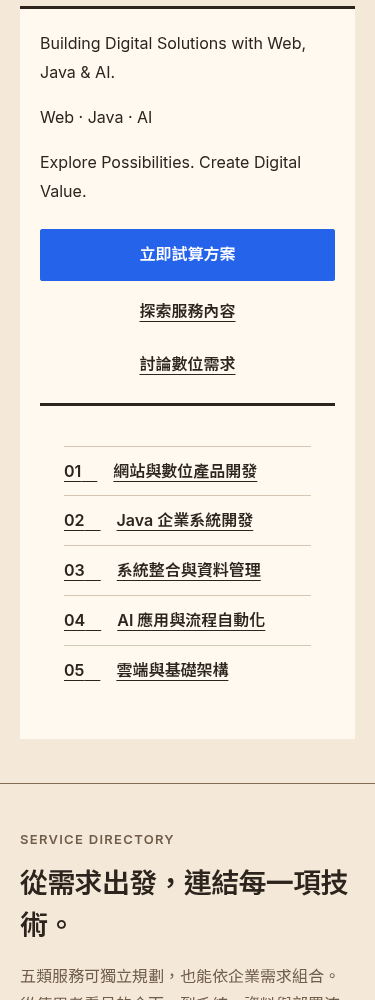 Building Digital Solutions with Web,
Java & AI.
Web · Java · AI
Explore Possibilities. Create Digital
Value.
立即試算方案
探索服務內容
討論數位需求
01 網站與數位產品開發
02 Java 企業系統開發
03 系統整合與資料管理
04 AI 應用與流程自動化
05 雲端與基礎架構
SERVICE DIRECTORY
從需求出發，連結每一項技
術。
五類服務可獨立規劃，也能依企業需求組合。